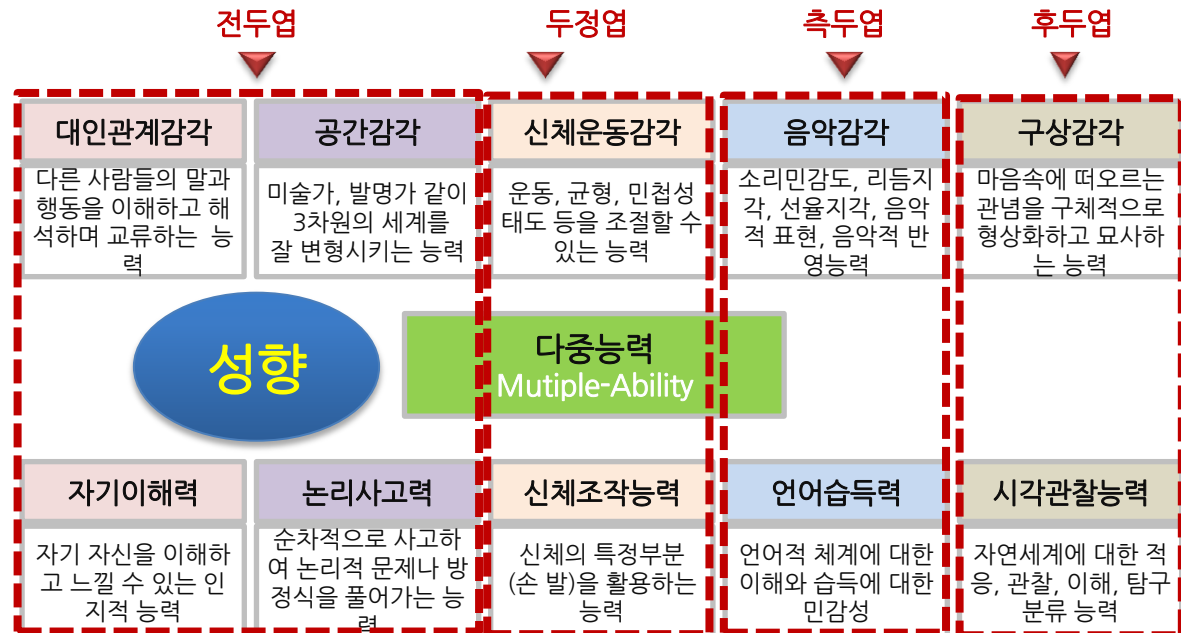 전두엽
두정엽
측두엽
후두엽
대인관계감각
다른 사람들의 말과
행동을 이해하고 해
석하며 교류하는 능
력
공간감각
미술가, 발명가 같이
3차원의 세계를
잘 변형시키는 능력
신체운동감각
운동, 균형, 민첩성
태도 등을 조절할 수
있는 능력
음악감각
소리민감도, 리듬지
각, 선율지각, 음악
적 표현, 음악적 반
영능력
구상감각
마음속에 떠오르는
관념을 구체적으로
형상화하고 묘사하
는 능력
성향
다중능력
Mutiple-Ability
자기이해력
자기 자신을 이해하
고 느낄 수 있는 인
지적 능력
논리사고력
순차적으로 사고하
여 논리적 문제나 방
정식을 풀어가는 능
력
신체조작능력
신체의 특정부분
(손 발)을 활용하는
능력
언어습득력
언어적 체계에 대한
이해와 습득에 대한
민감성
시각관찰능력
자연세계에 대한 적
응, 관찰, 이해, 탐구
분류 능력